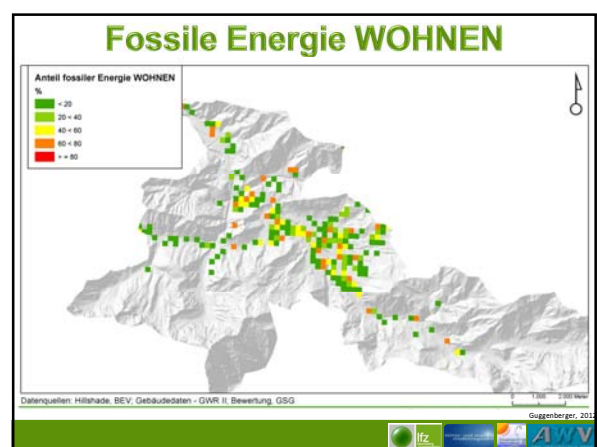 Fossile Energie WOHNEN
Anteil fossiler Energie WOHNEN
%
< 20
20 < 40
40 < 60
60 < 80
> = 80
Datenquellen: Hillshade, BEV; Gebäudedaten - GWR II, Bewertung, GSG
0 1.000 2.000 Meter
Guggenberger, 2012
lfz
AWV